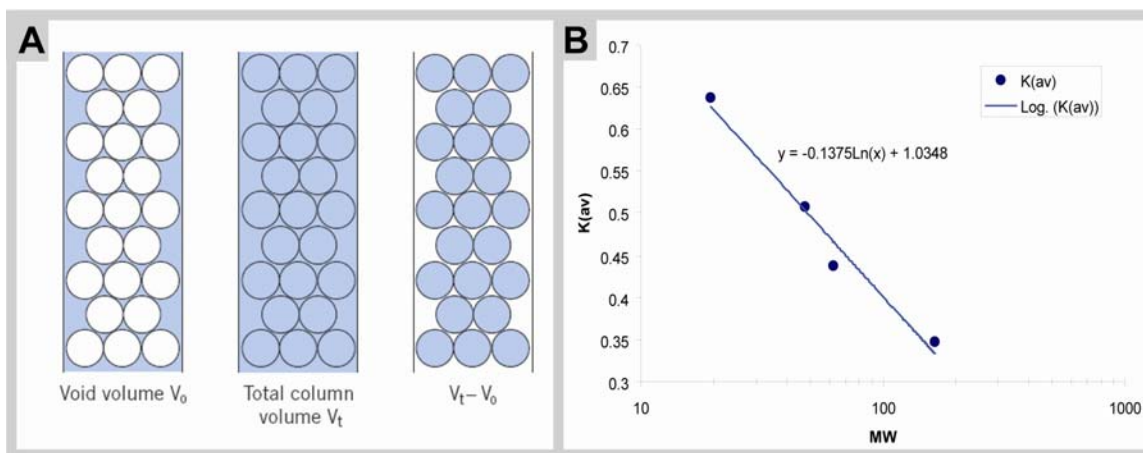 A
Void volume V₀
Total column
volume Vₜ
Vₜ – V₀
B
0.7
0.65
0.6
0.55
0.5
0.45
0.4
0.35
0.3
K(av)
K(av)
Log. (K(av))
y = -0.1375Ln(x) + 1.0348
10
100
1000
MW